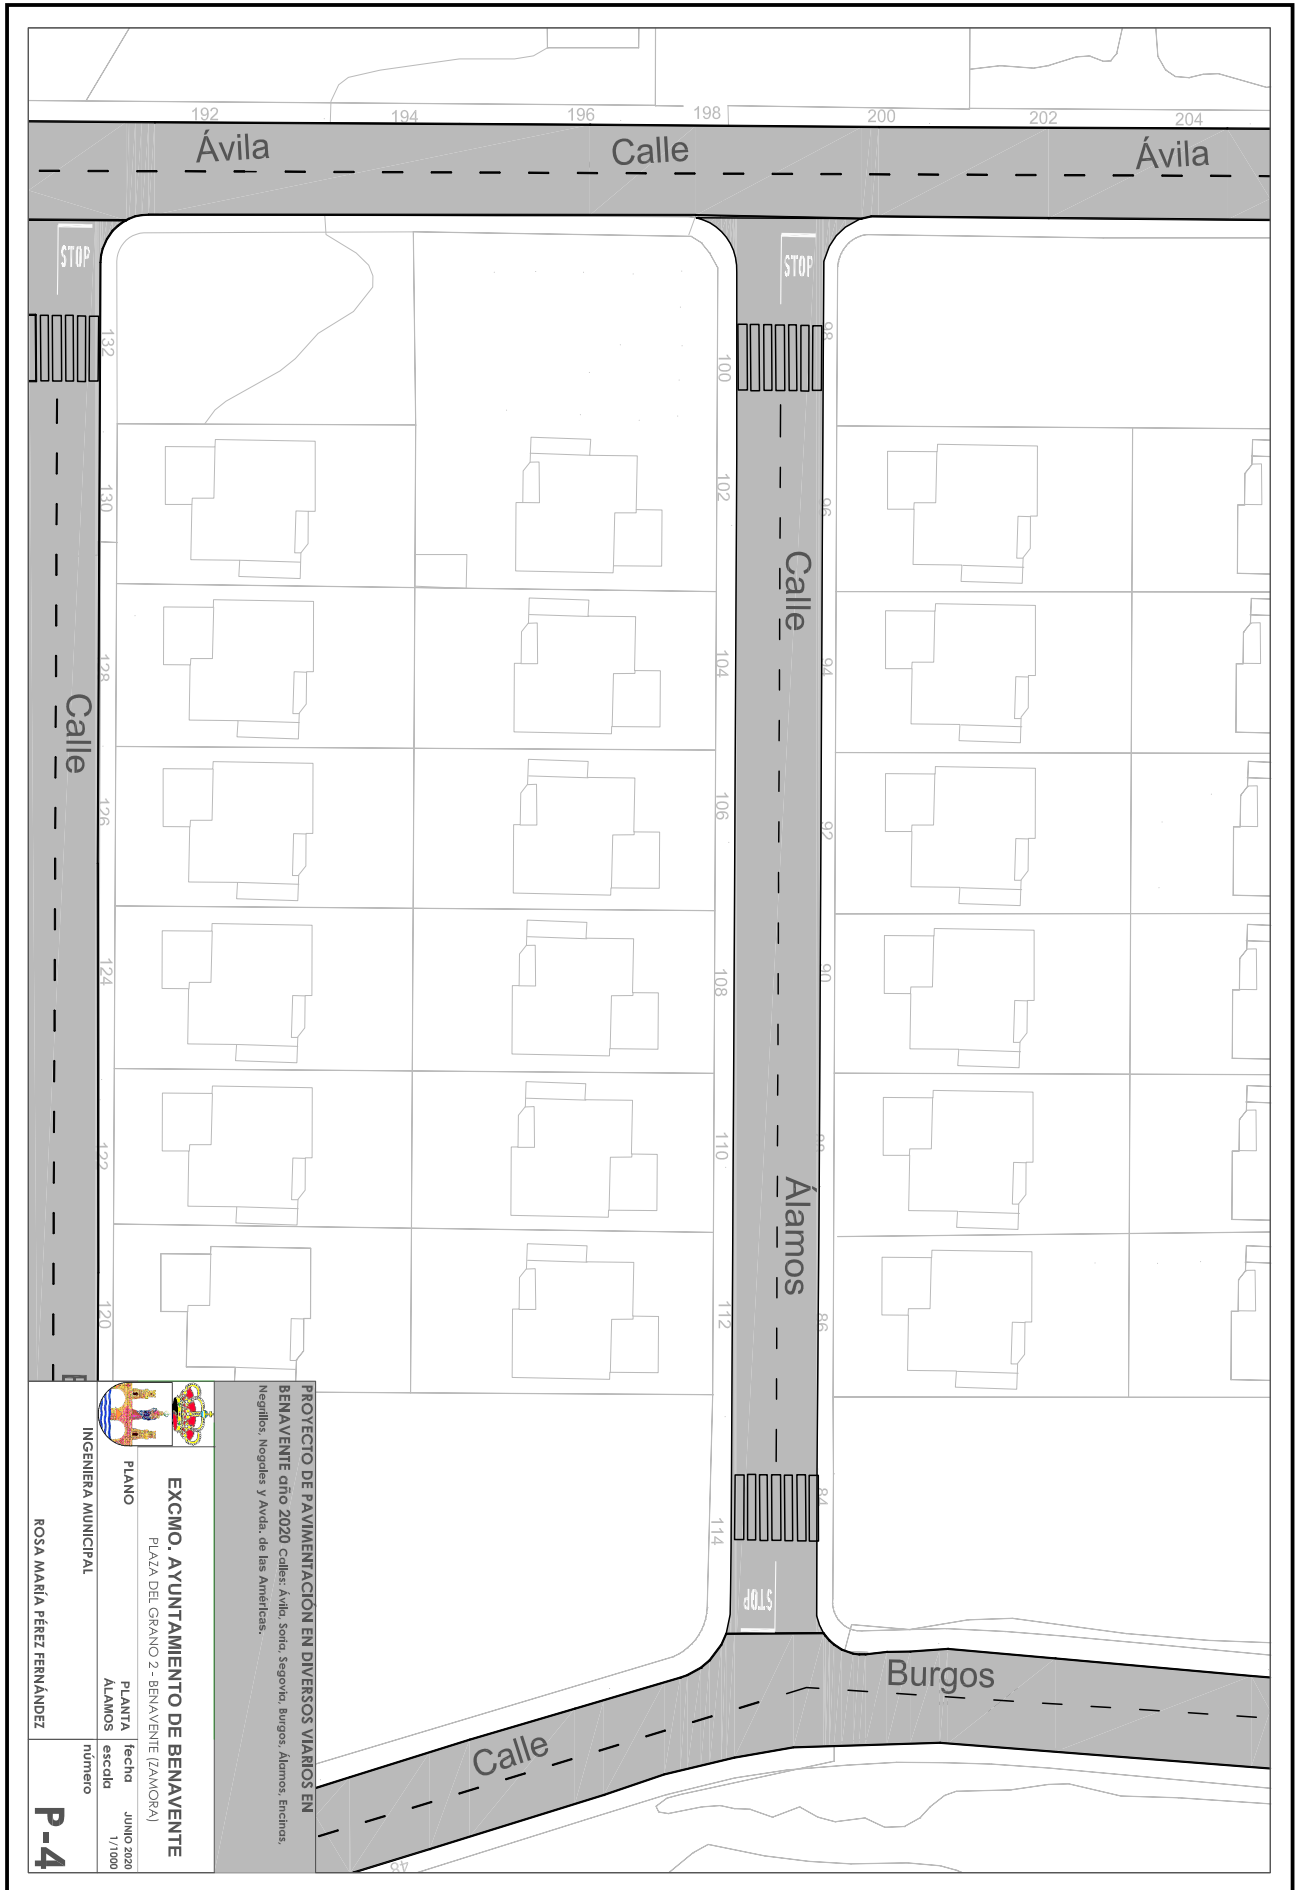 192
194
196
198
200
202
204
Ávila
Calle
Ávila
STOP
STOP
132
100
98
130
102
96
Calle
128
104
94
Calle
126
106
92
124
108
90
122
110
88
Álamos
120
112
86
84
114
STOP
Burgos
Calle
48
PROYECTO DE PAVIMENTACIÓN EN DIVERSOS VIARIOS EN
BENAVENTE año 2020 Calles: Ávila, Soria, Segovia, Burgos, Álamos, Encinas,
Negrillos, Nogales y Avda. de las Américas.
EXCMO. AYUNTAMIENTO DE BENAVENTE
PLAZA DEL GRANO 2 - BENAVENTE (ZAMORA)
PLANO
PLANTA
ÁLAMOS
fecha
JUNIO 2020
escala
1/1000
INGENIERA MUNICIPAL
ROSA MARÍA PÉREZ FERNÁNDEZ
número
P-4